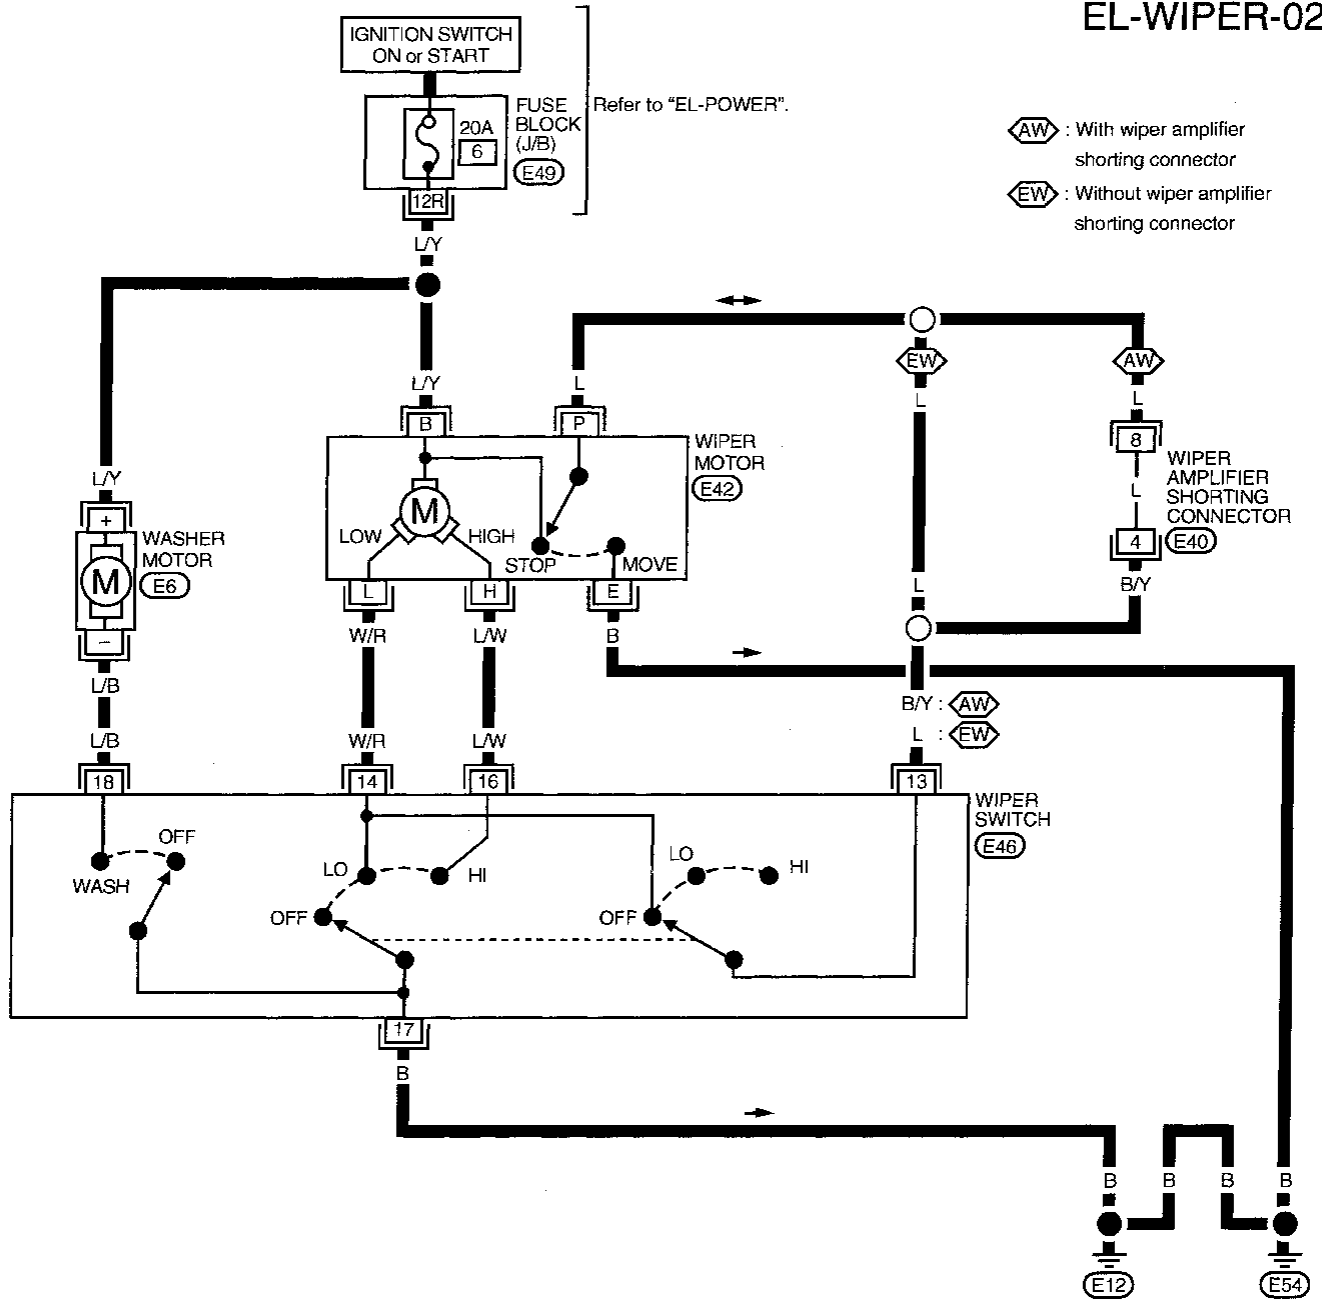 EL-WIPER-02
IGNITION SWITCH
ON or START
FUSE
BLOCK
(J/B)
E49
20A
6
Refer to "EL-POWER".
12R
L/Y
AW : With wiper amplifier
shorting connector
EW : Without wiper amplifier
shorting connector
L/Y
B
L
P
EW
L
AW
L
8
L
4
B/Y
WIPER
AMPLIFIER
SHORTING
CONNECTOR
E40
WIPER
MOTOR
E42
M
LOW
HIGH
STOP
MOVE
L/Y
+
WASHER
MOTOR
E6
M
–
L/B
L
H
E
W/R
L/W
B
L
B/Y : AW
L : EW
L/B
W/R
L/W
18
14
16
13
WIPER
SWITCH
E46
OFF
WASH
LO
HI
OFF
LO
HI
OFF
17
B
B
B
B
B
E12
E54